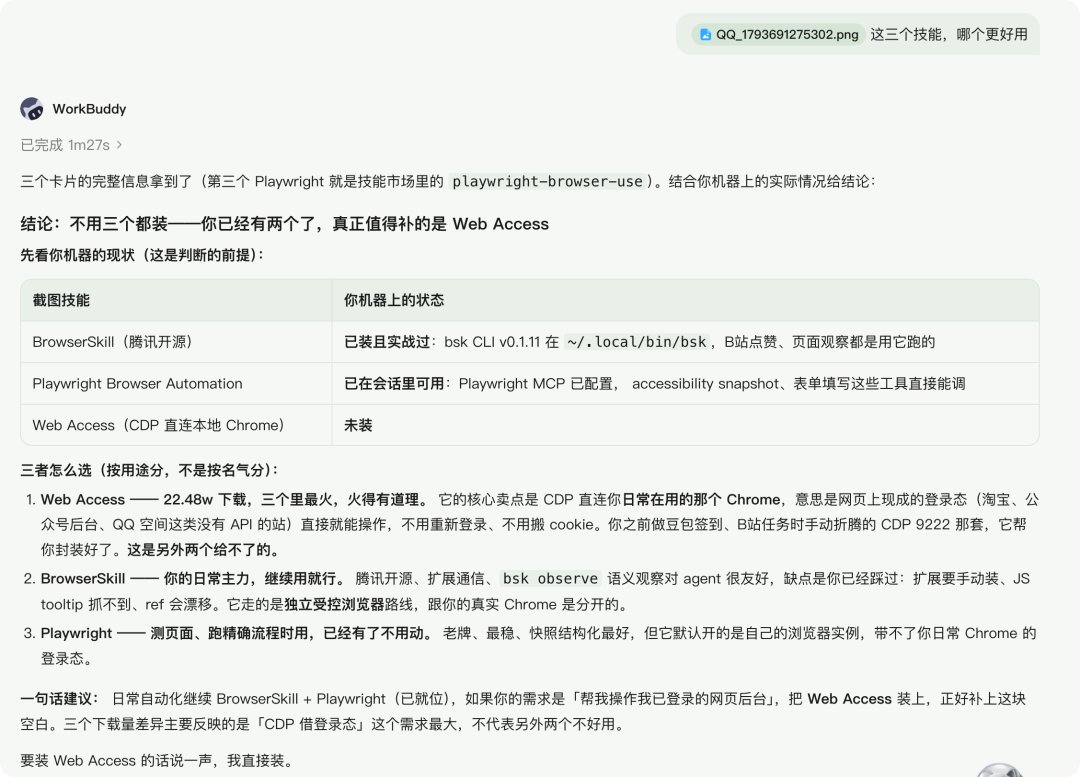 QQ_1793691275302.png 这三个技能，哪个更好用
WorkBuddy
已完成 1m27s >
三个卡片的完整信息拿到了（第三个 Playwright 就是技能市场里的 playwright-browser-use）。结合你机器上的实际情况给结论：
结论：不用三个都装——你已经有两个了，真正值得补的是 Web Access
先看你机器的现状（这是判断的前提）：
截图技能 你机器上的状态
BrowserSkill（腾讯开源） 已装且实战过：bsk CLI v0.1.11 在 ~/.local/bin/bsk，B站点赞、页面观察都是用它跑的
Playwright Browser Automation 已在会话里可用：Playwright MCP 已配置， accessibility snapshot、表单填写这些工具直接能调
Web Access（CDP 直连本地 Chrome） 未装
三者怎么选（按用途分，不是按名气分）：
1. Web Access —— 22.48w 下载，三个里最火，火得有道理。 它的核心卖点是 CDP 直连你日常在用的那个 Chrome，意思是网页上现成的登录态（淘宝、公
众号后台、QQ 空间这类没有 API 的站）直接就能操作，不用重新登录、不用搬 cookie。你之前做豆包签到、B站任务时手动折腾的 CDP 9222 那套，它帮
你封装好了。这是另外两个给不了的。
2. BrowserSkill —— 你的日常主力，继续用就行。 腾讯开源、扩展通信、bsk observe 语义观察对 agent 很友好，缺点是你已经踩过：扩展要手动装、JS
tooltip 抓不到、ref 会漂移。它走的是独立受控浏览器路线，跟你的真实 Chrome 是分开的。
3. Playwright —— 测页面、跑精确流程时用，已经有了不用动。 老牌、最稳、快照结构化最好，但它默认开的是自己的浏览器实例，带不了你日常 Chrome 的
登录态。
一句话建议： 日常自动化继续 BrowserSkill + Playwright（已就位），如果你的需求是「帮我操作我已登录的网页后台」，把 Web Access 装上，正好补上这块
空白。三个下载量差异主要反映的是「CDP 借登录态」这个需求最大，不代表另外两个不好用。
要装 Web Access 的话说一声，我直接装。